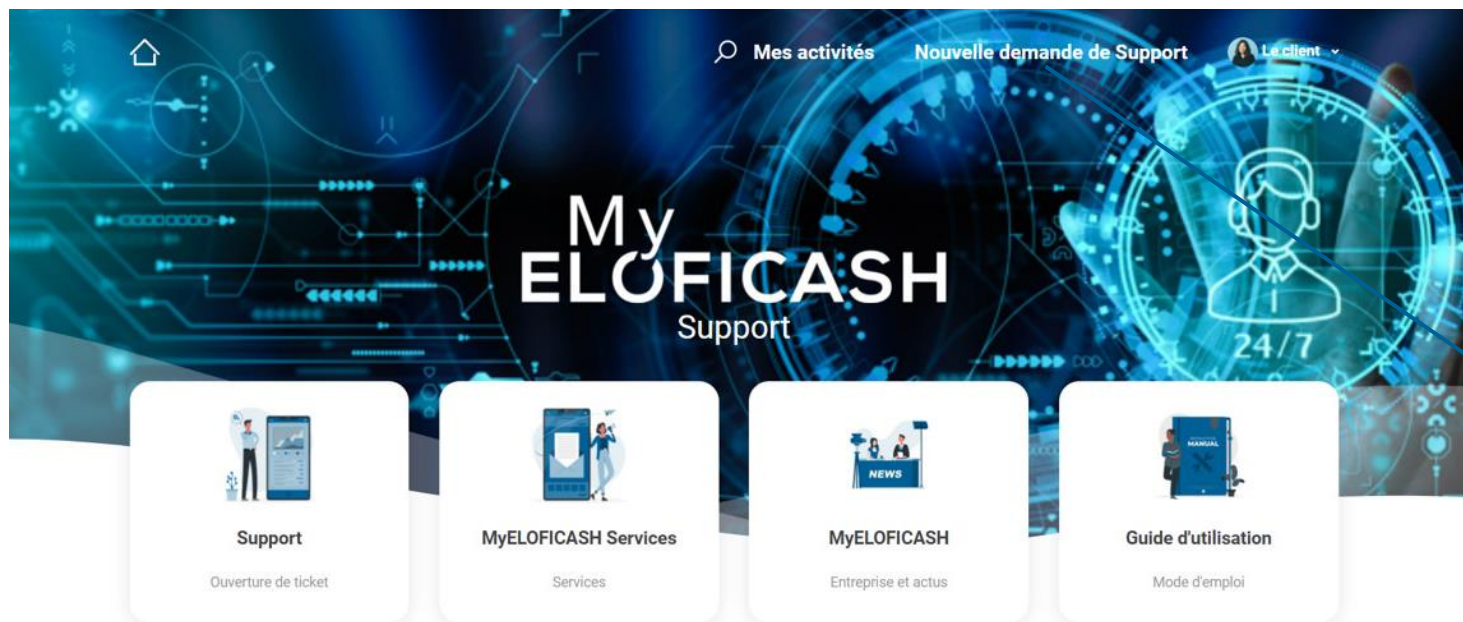 Mes activités
Nouvelle demande de Support
Le client
My
ELOFICASH
Support
24/7
NEWS
MANUAL
Support
MyELOFICASH Services
MyELOFICASH
Guide d'utilisation
Ouverture de ticket
Services
Entreprise et actus
Mode d'emploi